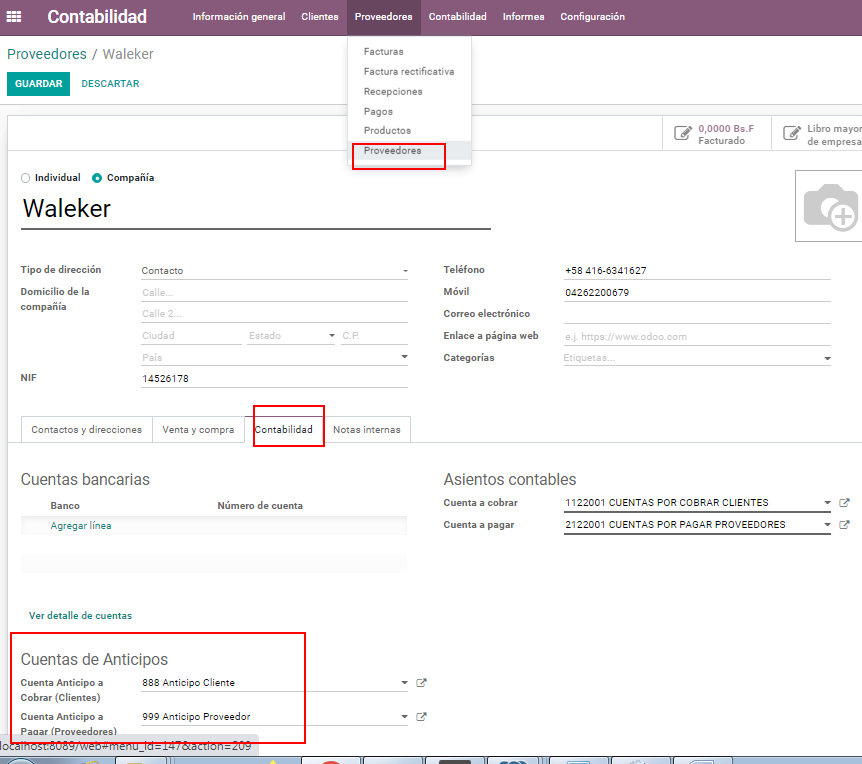 Contabilidad
Información general Clientes Proveedores Contabilidad Informes Configuración
Proveedores / Waleker
GUARDAR DESCARTAR
Facturas
Factura rectificativa
Recepciones
Pagos
Productos
Proveedores
0,0000 Bs.F
Facturado
Libro mayor
de empresa
Individual Compañía
Waleker
Tipo de dirección Contacto
Domicilio de la compañía
Calle...
Calle 2...
Ciudad Estado C.P.
País
NIF 14526178
Teléfono +58 416-6341627
Móvil 04262200679
Correo electrónico
Enlace a página web e.j. https://www.odoo.com
Categorías Etiquetas...
Contactos y direcciones Venta y compra Contabilidad Notas internas
Cuentas bancarias
Banco Número de cuenta
Agregar línea
Ver detalle de cuentas
Asientos contables
Cuenta a cobrar 1122001 CUENTAS POR COBRAR CLIENTES
Cuenta a pagar 2122001 CUENTAS POR PAGAR PROVEEDORES
Cuentas de Anticipos
Cuenta Anticipo a 888 Anticipo Cliente
Cobrar (Clientes)
Cuenta Anticipo a 999 Anticipo Proveedor
Pagar (Proveedores)
localhost:8089/web#menu_id=147&action=209